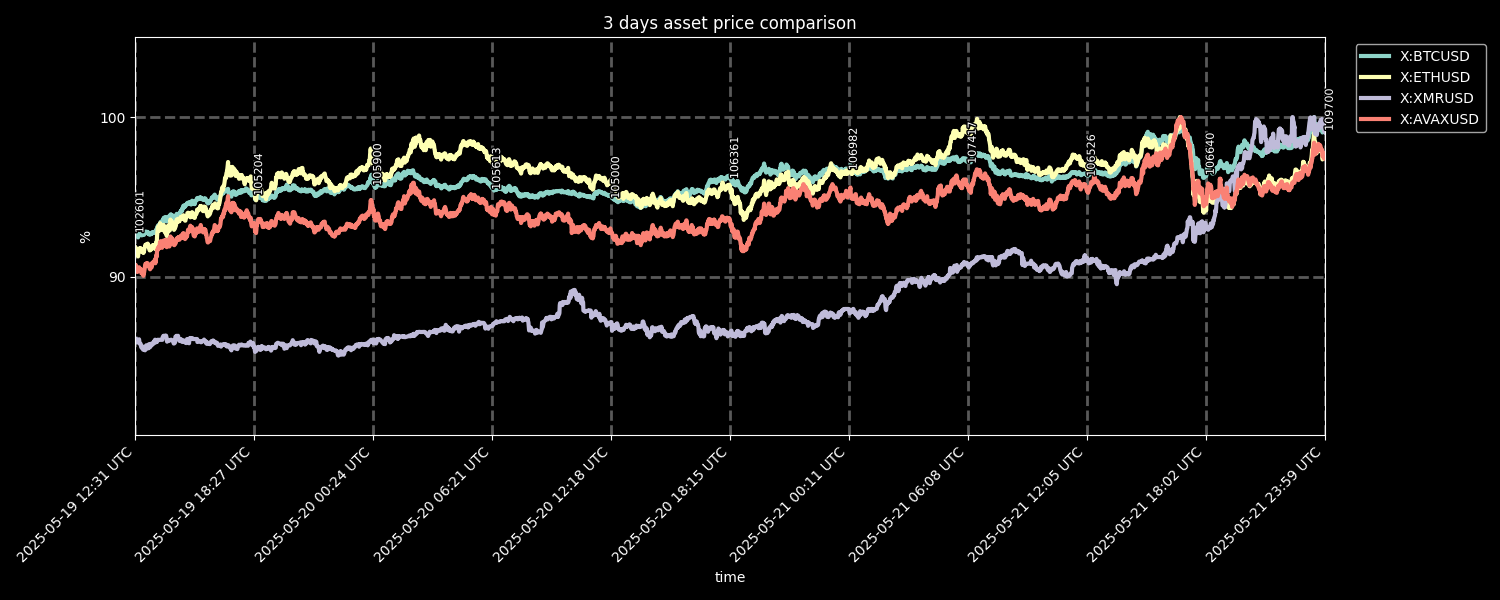 3 days asset price comparison
X:BTCUSD
X:ETHUSD
X:XMRUSD
X:AVAXUSD
100
90
%
102601
105204
105900
105613
105000
106361
106982
107417
106526
106640
109700
2025-05-19 12:31 UTC
2025-05-19 18:27 UTC
2025-05-20 00:24 UTC
2025-05-20 06:21 UTC
2025-05-20 12:18 UTC
2025-05-20 18:15 UTC
2025-05-21 00:11 UTC
2025-05-21 06:08 UTC
2025-05-21 12:05 UTC
2025-05-21 18:02 UTC
2025-05-21 23:59 UTC
time